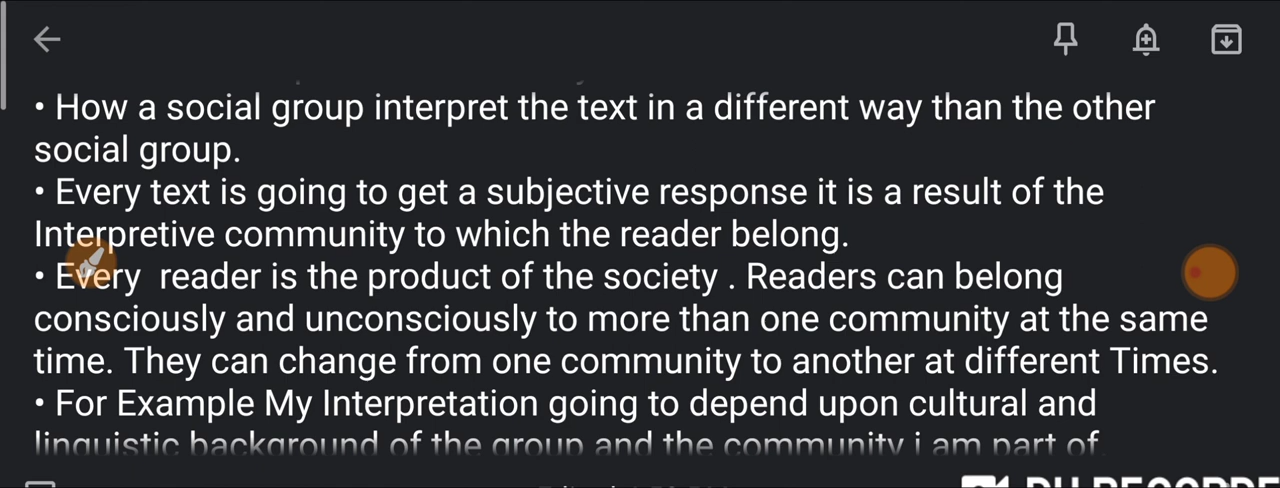 • How a social group interpret the text in a different way than the other
social group.
• Every text is going to get a subjective response it is a result of the
Interpretive community to which the reader belong.
• Every reader is the product of the society . Readers can belong
consciously and unconsciously to more than one community at the same
time. They can change from one community to another at different Times.
• For Example My Interpretation going to depend upon cultural and
linguistic background of the group and the community i am part of